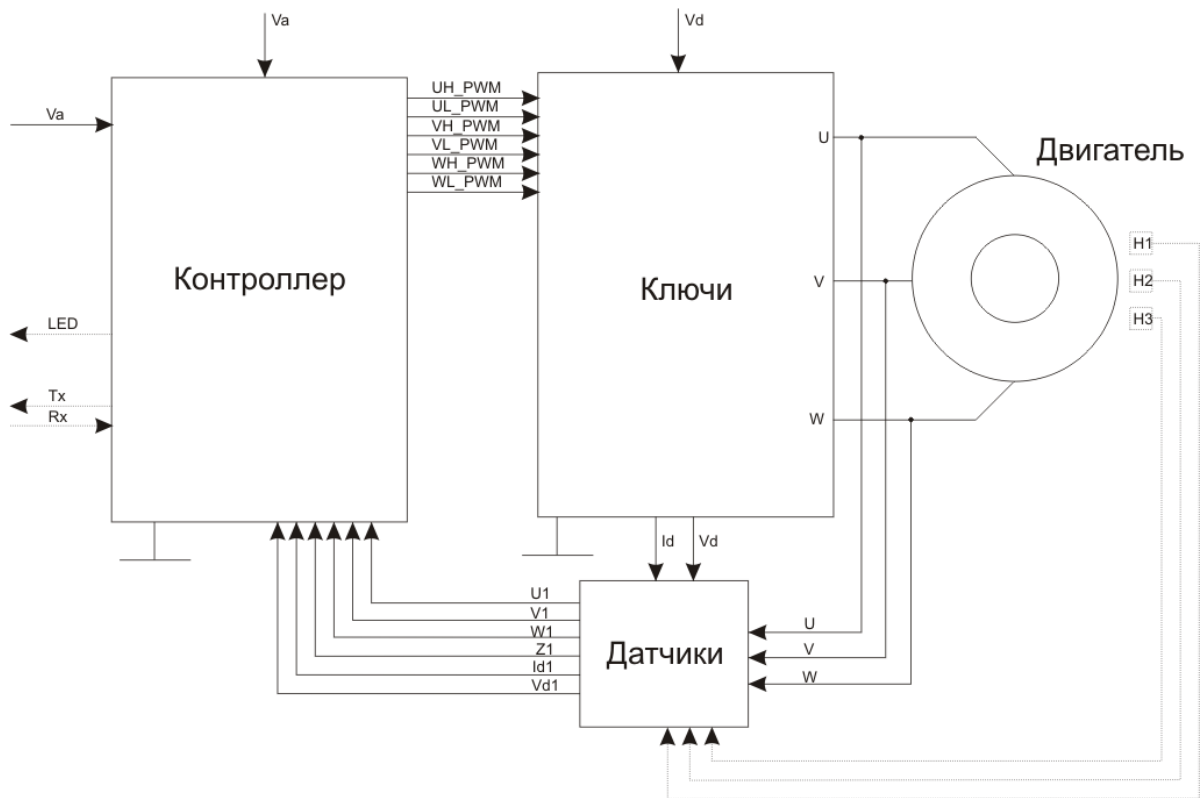 Va
Vd
Va
UH_PWM
UL_PWM
VH_PWM
VL_PWM
WH_PWM
WL_PWM
U
Двигатель
H1
H2
H3
Контроллер
Ключи
V
LED
Tx
Rx
W
Id
Vd
U1
V1
W1
Z1
Id1
Vd1
Датчики
U
V
W